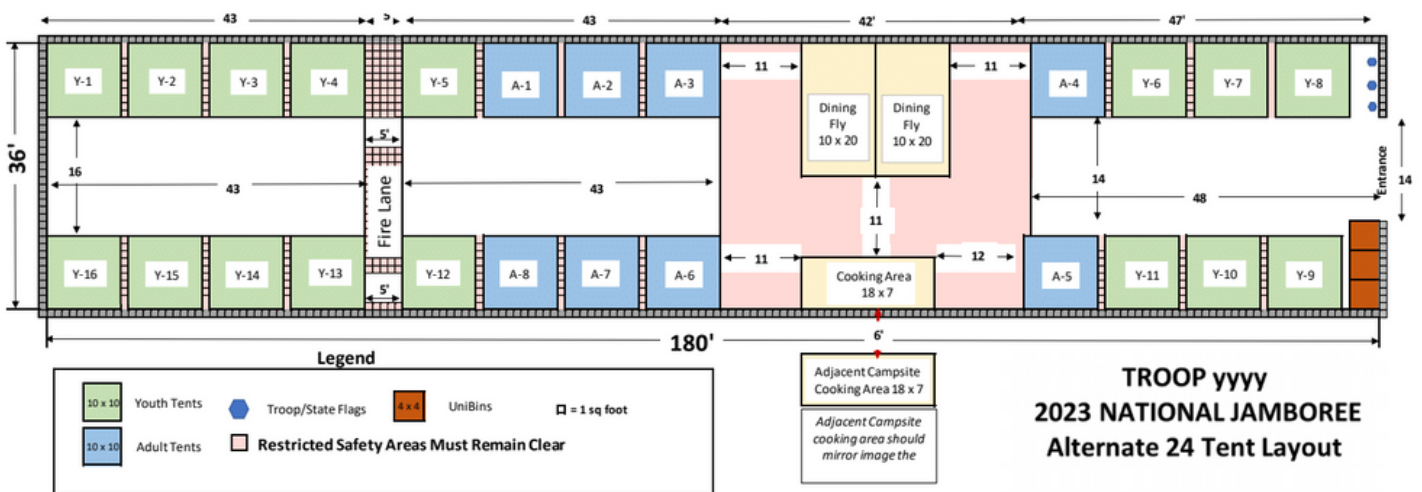 43
5
43
42'
47'
Y-1
Y-2
Y-3
Y-4
Y-5
A-1
A-2
A-3
11
11
A-4
Y-6
Y-7
Y-8
Dining
Fly
10 x 20
Dining
Fly
10 x 20
36'
16
43
5'
Fire Lane
43
11
14
48
Entrance
14
Y-16
Y-15
Y-14
Y-13
5'
Y-12
A-8
A-7
A-6
11
12
Cooking Area
18 x 7
A-5
Y-11
Y-10
Y-9
180'
6'
Legend
10 x 10
Youth Tents
Troop/State Flags
4 x 4
UniBins
= 1 sq foot
10 x 10
Adult Tents
Restricted Safety Areas Must Remain Clear
Adjacent Campsite
Cooking Area 18 x 7
Adjacent Campsite
cooking area should
mirror image the
TROOP yyyy
2023 NATIONAL JAMBOREE
Alternate 24 Tent Layout